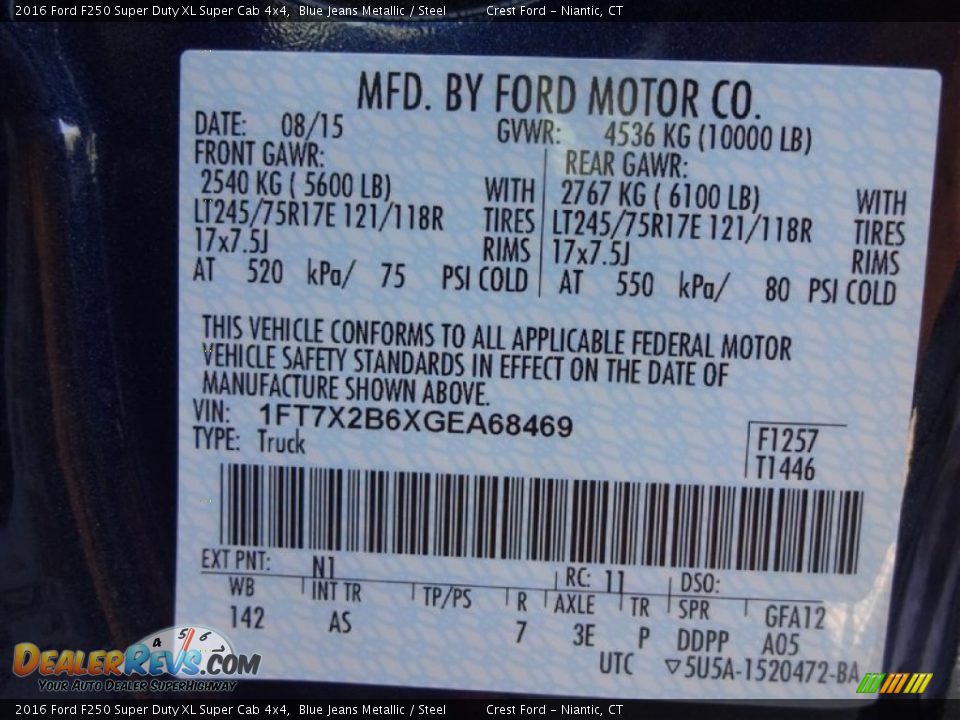 2016 Ford F250 Super Duty XL Super Cab 4x4, Blue Jeans Metallic / Steel Crest Ford - Niantic, CT
MFD. BY FORD MOTOR CO.
DATE: 08/15 GVWR: 4536 KG (10000 LB)
FRONT GAWR: REAR GAWR:
2540 KG ( 5600 LB) WITH 2767 KG ( 6100 LB) WITH
LT245/75R17E 121/118R TIRES LT245/75R17E 121/118R TIRES
17x7.5J RIMS 17x7.5J RIMS
AT 520 kPa/ 75 PSI COLD AT 550 kPa/ 80 PSI COLD
THIS VEHICLE CONFORMS TO ALL APPLICABLE FEDERAL MOTOR
VEHICLE SAFETY STANDARDS IN EFFECT ON THE DATE OF
MANUFACTURE SHOWN ABOVE.
VIN: 1FT7X2B6XGEA68469
TYPE: Truck
F1257
T1446
EXT PNT: N1 RC: 11 DSO:
WB INT TR TP/PS R AXLE TR SPR GFA12
142 AS 7 3E P DDPP A05
UTC ▽5U5A-1520472-BA
4 5 6
DEALERREVS.COM
YOUR AUTO DEALER SUPERHIGHWAY
2016 Ford F250 Super Duty XL Super Cab 4x4, Blue Jeans Metallic / Steel Crest Ford - Niantic, CT